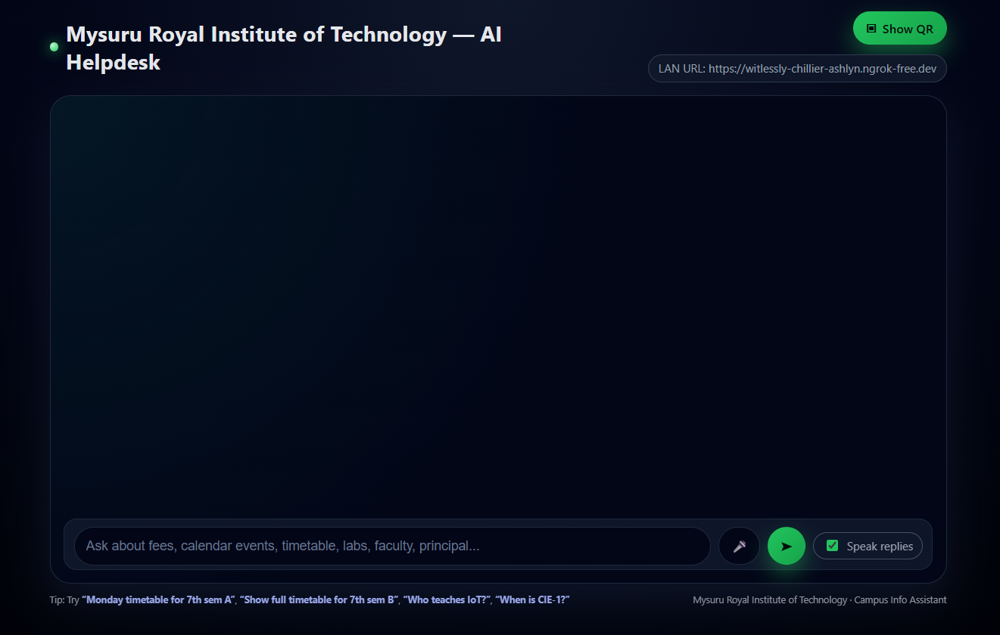 Mysuru Royal Institute of Technology — AI
Helpdesk
Show QR
LAN URL: https://witlessly-chillier-ashlyn.ngrok-free.dev
Ask about fees, calendar events, timetable, labs, faculty, principal...
Speak replies
Tip: Try “Monday timetable for 7th sem A”, “Show full timetable for 7th sem B”, “Who teaches IoT?”, “When is CIE-1?”
Mysuru Royal Institute of Technology · Campus Info Assistant